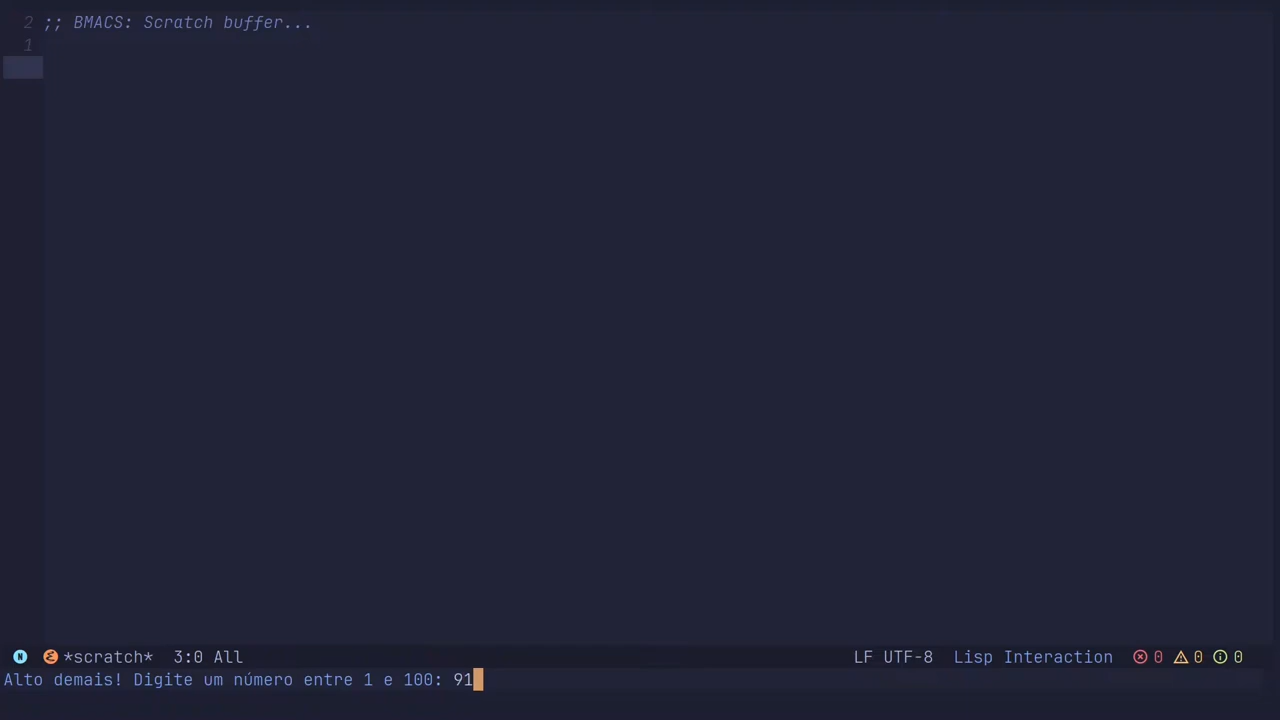 2 ;; BMACS: Scratch buffer...
1
N *scratch* 3:0 All LF UTF-8 Lisp Interaction 0 0 0
Alto demais! Digite um número entre 1 e 100: 91